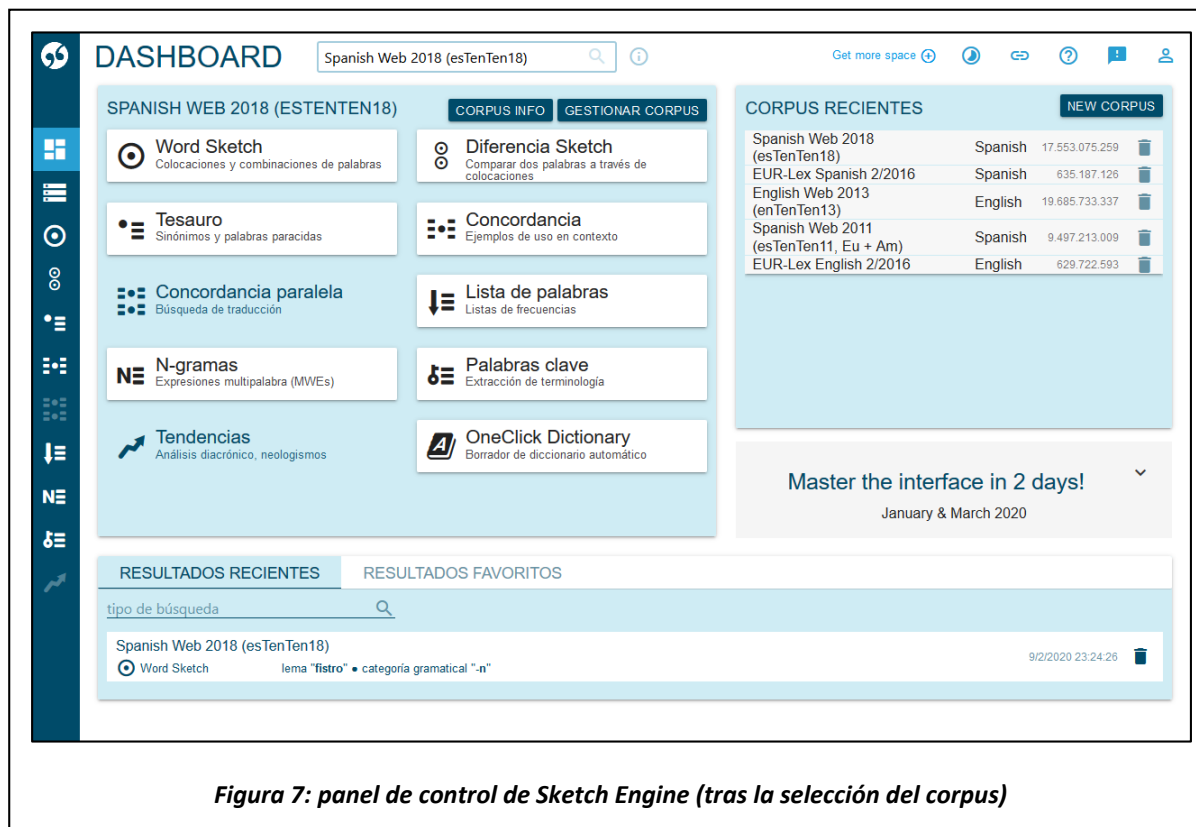 DASHBOARD
Spanish Web 2018 (esTenTen18)
Get more space
SPANISH WEB 2018 (ESTENTEN18)
CORPUS INFO
GESTIONAR CORPUS
Word Sketch
Colocaciones y combinaciones de palabras
Diferencia Sketch
Comparar dos palabras a través de
colocaciones
Tesauro
Sinónimos y palabras paracidas
Concordancia
Ejemplos de uso en contexto
Concordancia paralela
Búsqueda de traducción
Lista de palabras
Listas de frecuencias
N-gramas
Expresiones multipalabra (MWEs)
Palabras clave
Extracción de terminología
Tendencias
Análisis diacrónico, neologismos
OneClick Dictionary
Borrador de diccionario automático
CORPUS RECIENTES
NEW CORPUS
Spanish Web 2018
(esTenTen18) Spanish 17.553.075.259
EUR-Lex Spanish 2/2016 Spanish 635.187.126
English Web 2013
(enTenTen13) English 19.685.733.337
Spanish Web 2011
(esTenTen11, Eu + Am) Spanish 9.497.213.009
EUR-Lex English 2/2016 English 629.722.593
Master the interface in 2 days!
January & March 2020
RESULTADOS RECIENTES
RESULTADOS FAVORITOS
tipo de búsqueda
Spanish Web 2018 (esTenTen18)
Word Sketch lema "fistro" ● categoría gramatical "-n"
9/2/2020 23:24:26
Figura 7: panel de control de Sketch Engine (tras la selección del corpus)